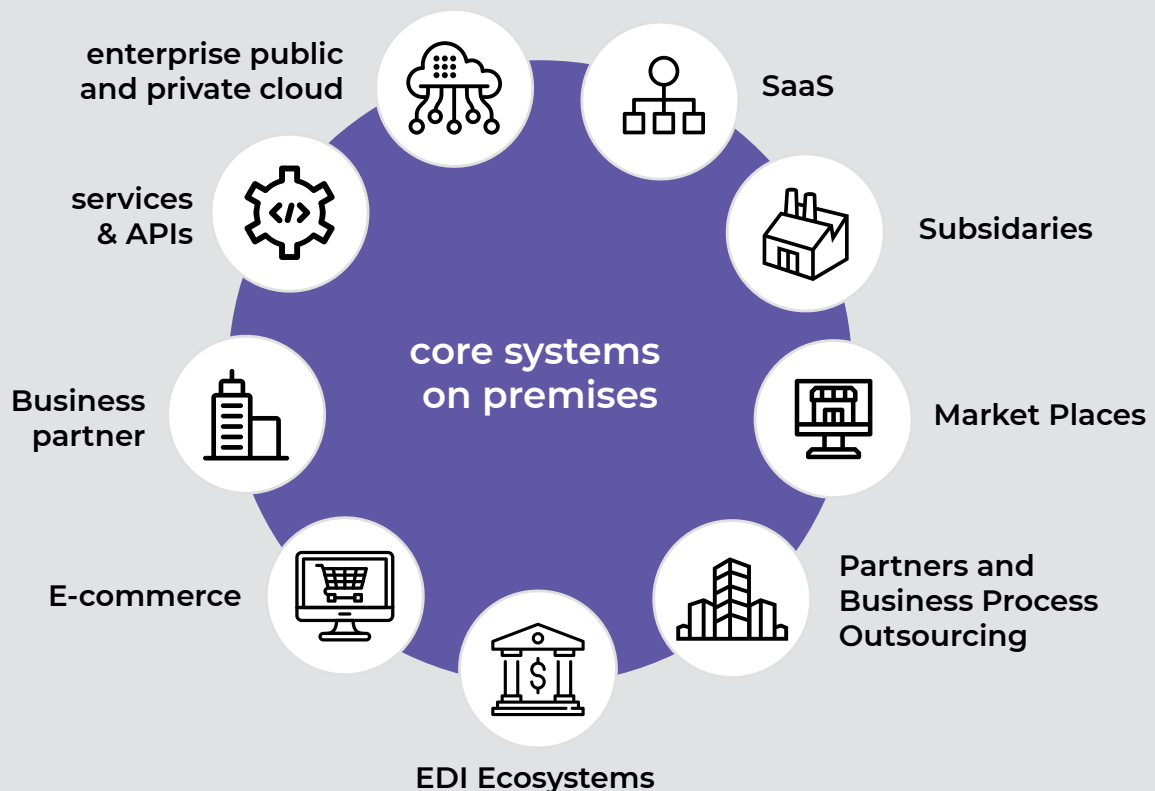 enterprise public
and private cloud
SaaS
services
& APIs
Subsidaries
core systems
on premises
Business
partner
Market Places
E-commerce
Partners and
Business Process
Outsourcing
EDI Ecosystems